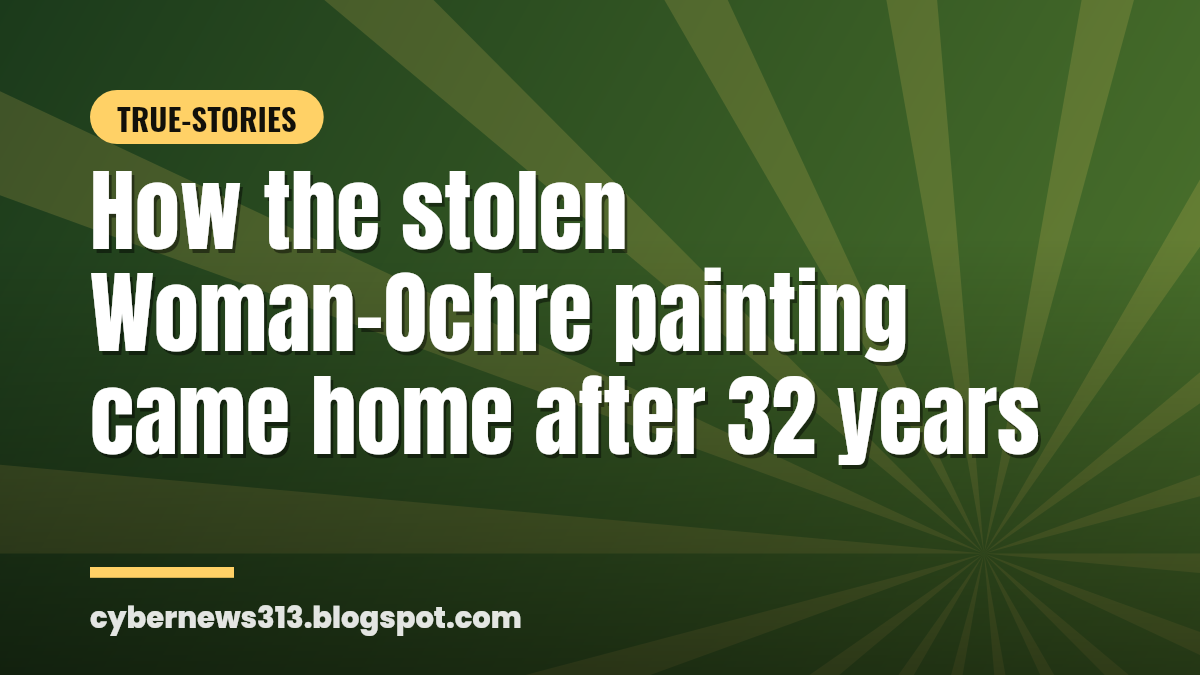 TRUE-STORIES
How the stolen
Woman-Ochre painting
came home after 32 years
cybernews313.blogspot.com